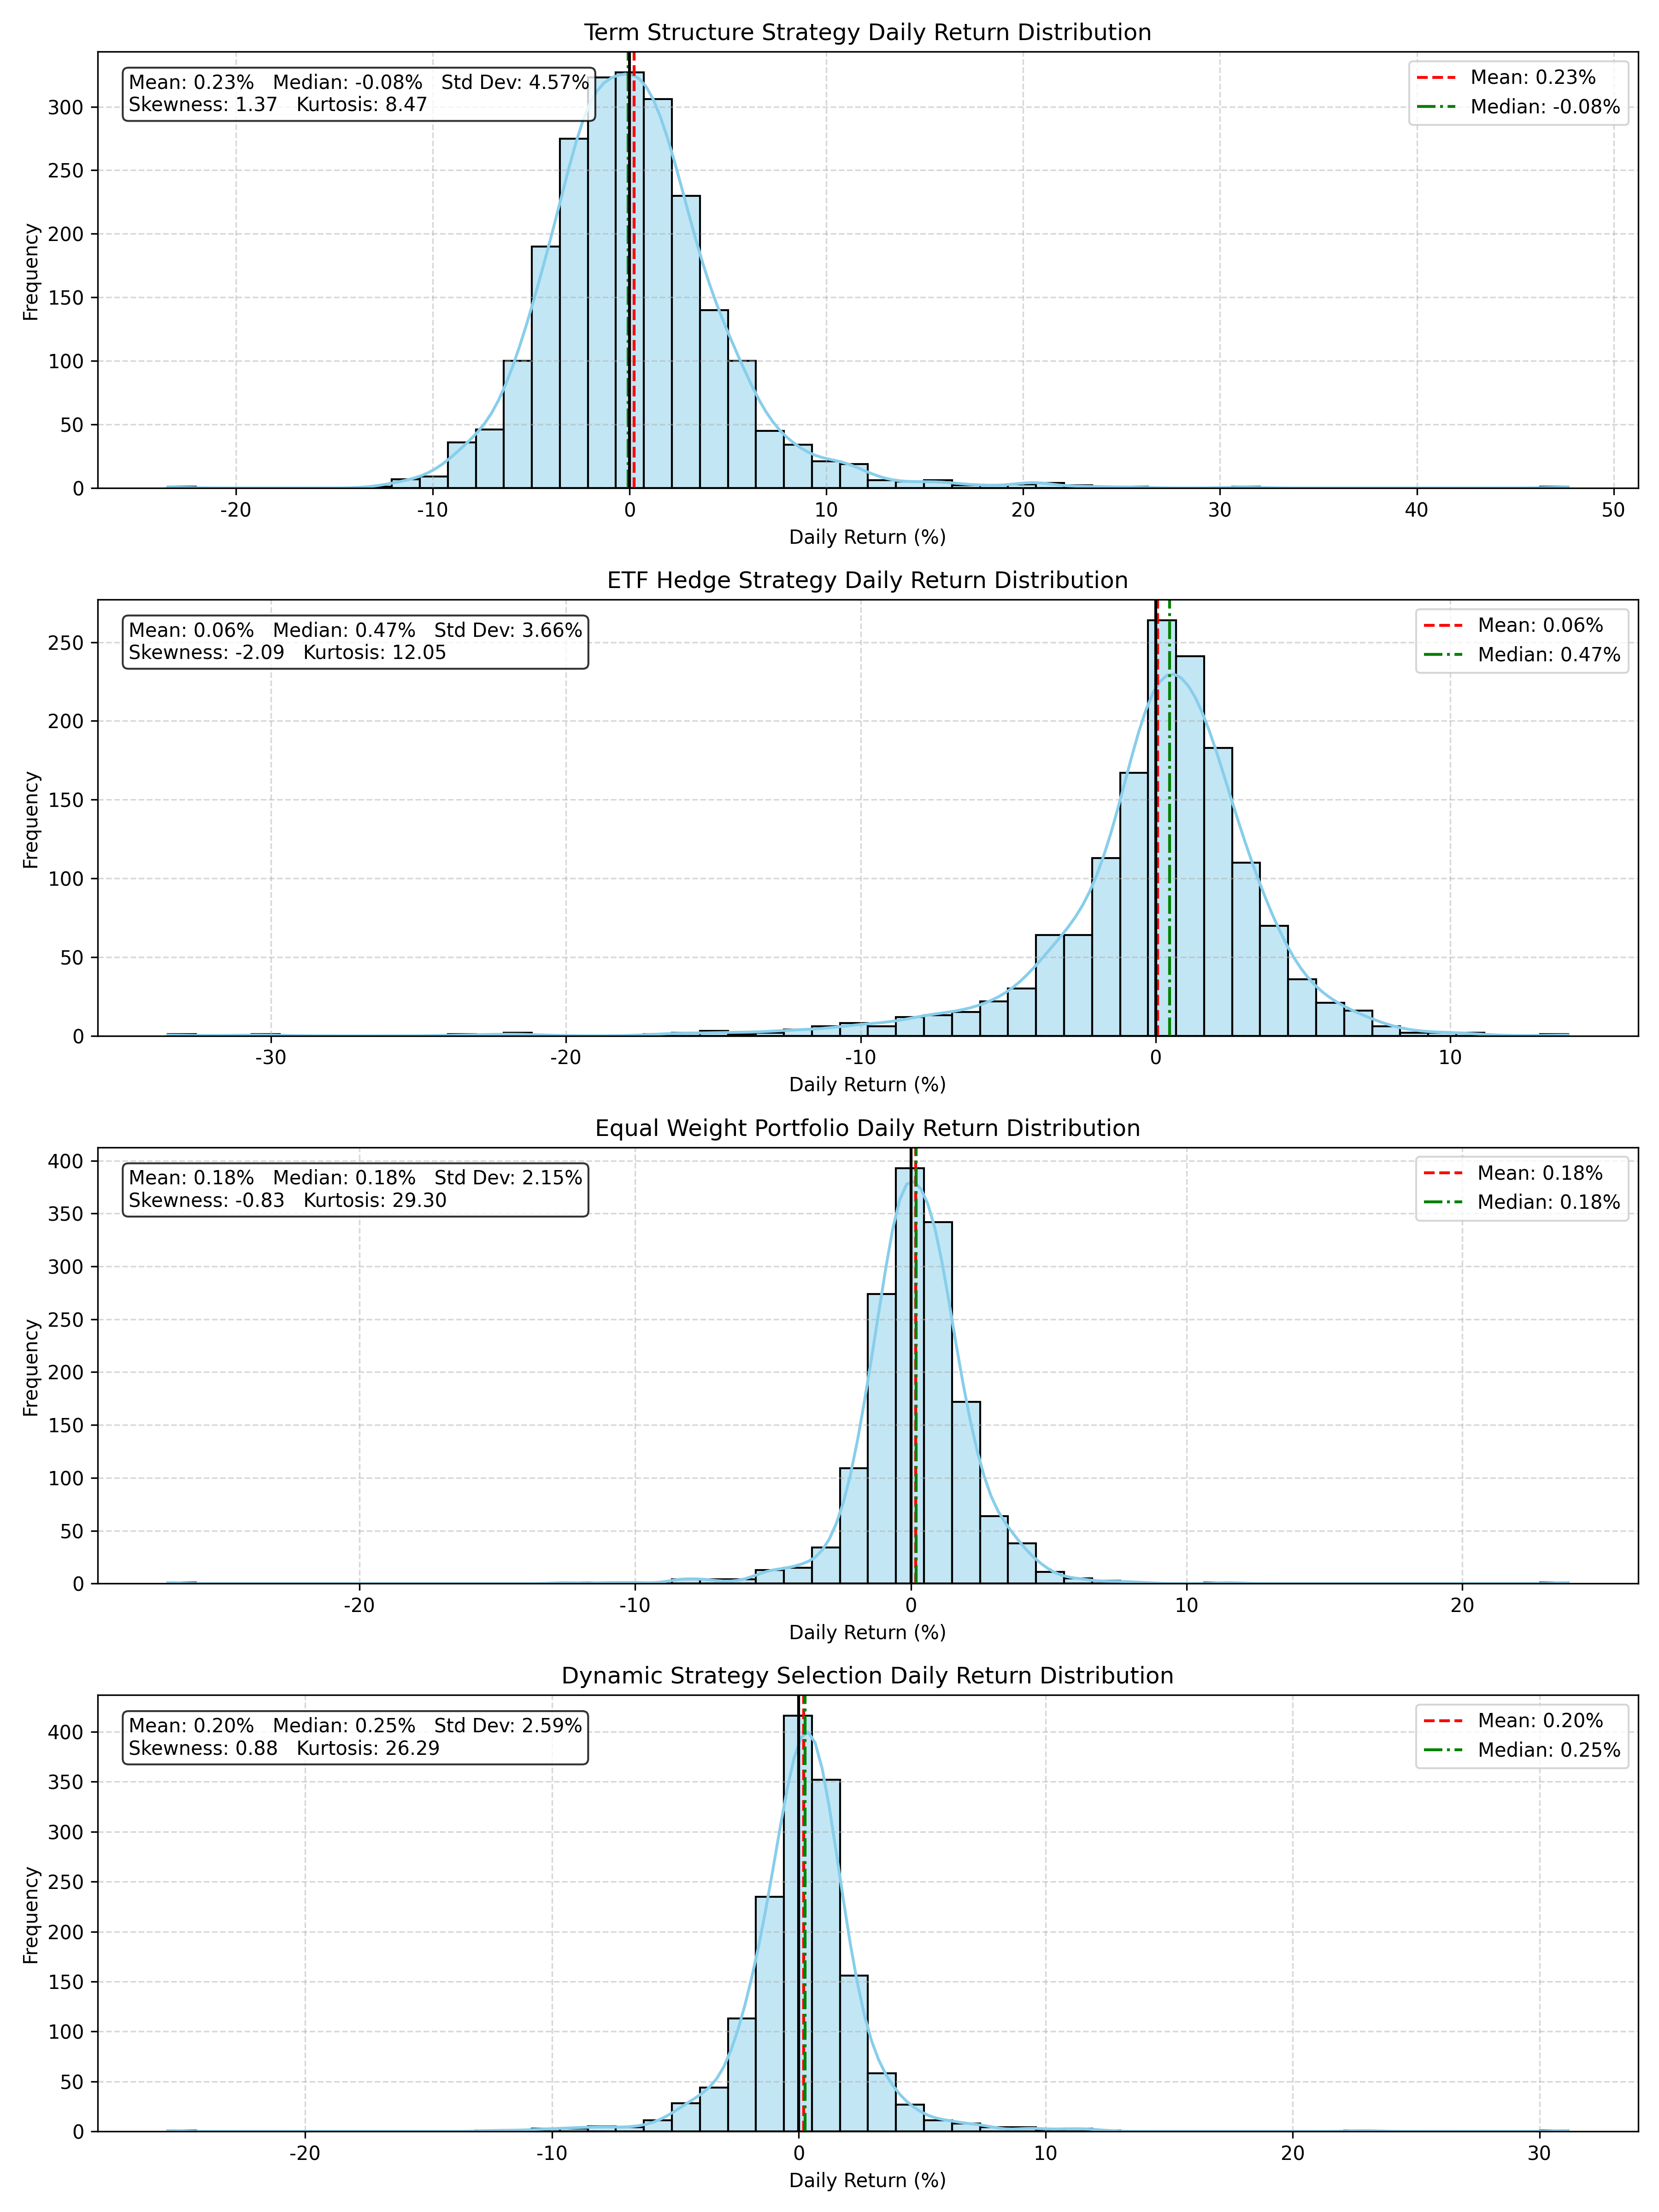 Term Structure Strategy Daily Return Distribution
Mean: 0.23%   Median: -0.08%   Std Dev: 4.57%
Skewness: 1.37   Kurtosis: 8.47
Mean: 0.23%
Median: -0.08%
Frequency
300
250
200
150
100
50
0
-20 -10 0 10 20 30 40 50
Daily Return (%)
ETF Hedge Strategy Daily Return Distribution
Mean: 0.06%   Median: 0.47%   Std Dev: 3.66%
Skewness: -2.09   Kurtosis: 12.05
Mean: 0.06%
Median: 0.47%
Frequency
250
200
150
100
50
0
-30 -20 -10 0 10
Daily Return (%)
Equal Weight Portfolio Daily Return Distribution
Mean: 0.18%   Median: 0.18%   Std Dev: 2.15%
Skewness: -0.83   Kurtosis: 29.30
Mean: 0.18%
Median: 0.18%
Frequency
400
350
300
250
200
150
100
50
0
-20 -10 0 10 20
Daily Return (%)
Dynamic Strategy Selection Daily Return Distribution
Mean: 0.20%   Median: 0.25%   Std Dev: 2.59%
Skewness: 0.88   Kurtosis: 26.29
Mean: 0.20%
Median: 0.25%
Frequency
400
350
300
250
200
150
100
50
0
-20 -10 0 10 20 30
Daily Return (%)